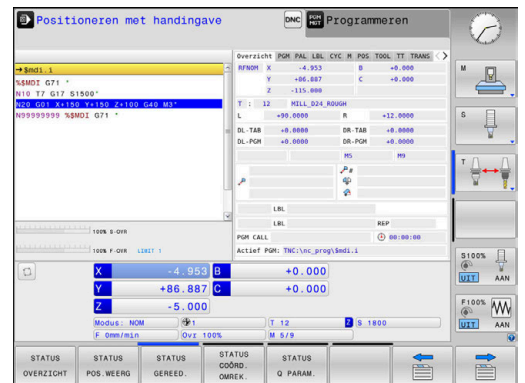 Positioneren met handingave
DNC
PGM MGT
Programmeren
→$mdi.i
%$MDI G71 *
N10 T7 G17 S1500*
N20 G01 X+150 Y+150 Z+100 G40 M3*
N99999999 %$MDI G71 *
100% S-OVR
100% F-OVR LIMIT 1
Overzicht PGM PAL LBL CYC M POS TOOL TT TRANS
RFNOM X -4.953 B +0.000
Y +86.887 C +0.000
Z -115.000
T : 12 MILL_D24_ROUGH
L +90.0000 R +12.0000
DL-TAB +0.0000 DR-TAB +0.0000
DL-PGM +0.0000 DR-PGM +0.0000
M5 M9
LBL
LBL REP
PGM CALL 00:00:00
Actief PGM: TNC:\nc_prog\$mdi.i
X -4.953 B +0.000
Y +86.887 C +0.000
Z -5.000
Modus: NOM 1 T 12 Z S 1800
F 0mm/min Ovr 100% M 5/9
M
S
T
S100%
UIT AAN
F100%
UIT AAN
STATUS OVERZICHT
STATUS POS.WEERG
STATUS GEREED.
STATUS COÖRD. OMREK.
STATUS Q PARAM.